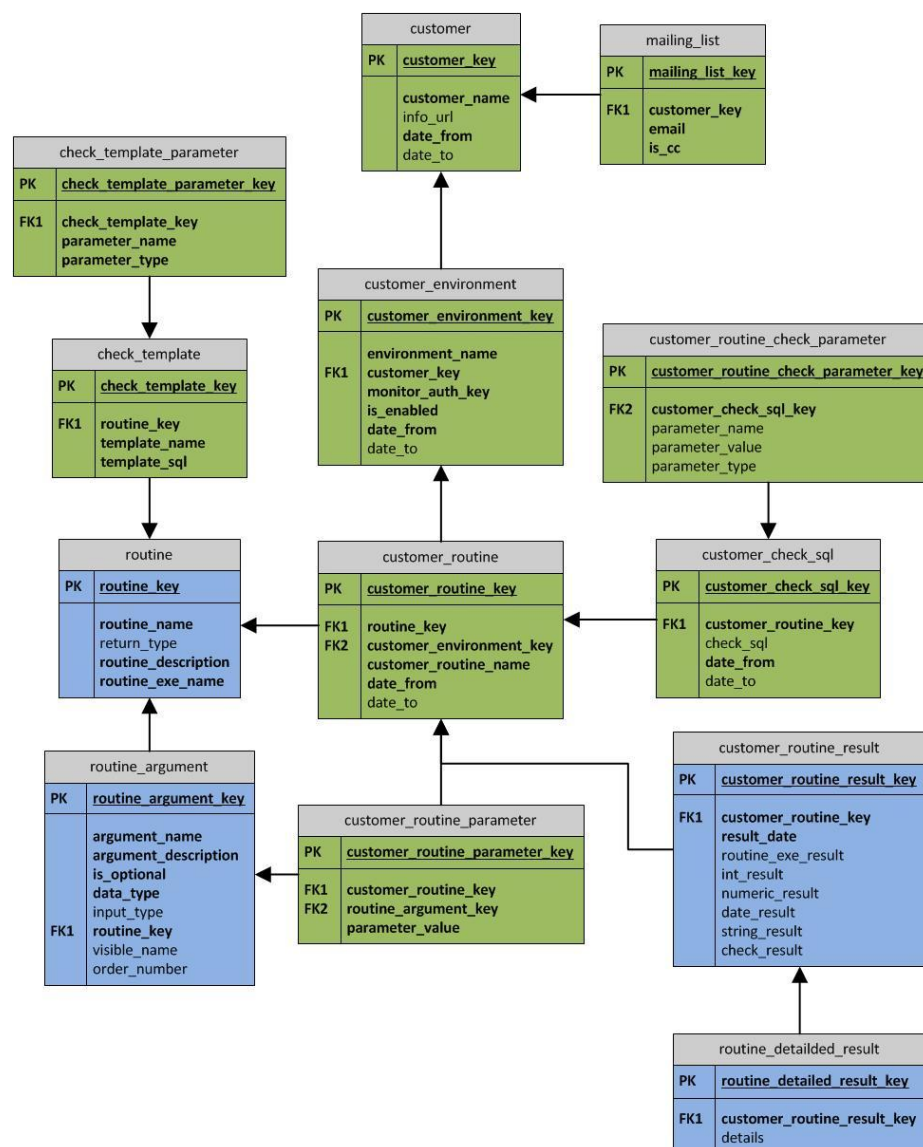 customer
PK customer_key
customer_name
info_url
date_from
date_to
mailing_list
PK mailing_list_key
FK1 customer_key
email
is_cc
check_template_parameter
PK check_template_parameter_key
FK1 check_template_key
parameter_name
parameter_type
customer_environment
PK customer_environment_key
environment_name
FK1 customer_key
monitor_auth_key
is_enabled
date_from
date_to
check_template
PK check_template_key
FK1 routine_key
template_name
template_sql
customer_routine_check_parameter
PK customer_routine_check_parameter_key
FK2 customer_check_sql_key
parameter_name
parameter_value
parameter_type
routine
PK routine_key
routine_name
return_type
routine_description
routine_exe_name
customer_routine
PK customer_routine_key
FK1 routine_key
FK2 customer_environment_key
customer_routine_name
date_from
date_to
customer_check_sql
PK customer_check_sql_key
FK1 customer_routine_key
check_sql
date_from
date_to
routine_argument
PK routine_argument_key
argument_name
argument_description
is_optional
data_type
input_type
FK1 routine_key
visible_name
order_number
customer_routine_parameter
PK customer_routine_parameter_key
FK1 customer_routine_key
FK2 routine_argument_key
parameter_value
customer_routine_result
PK customer_routine_result_key
FK1 customer_routine_key
result_date
routine_exe_result
int_result
numeric_result
date_result
string_result
check_result
routine_detailded_result
PK routine_detailed_result_key
FK1 customer_routine_result_key
details